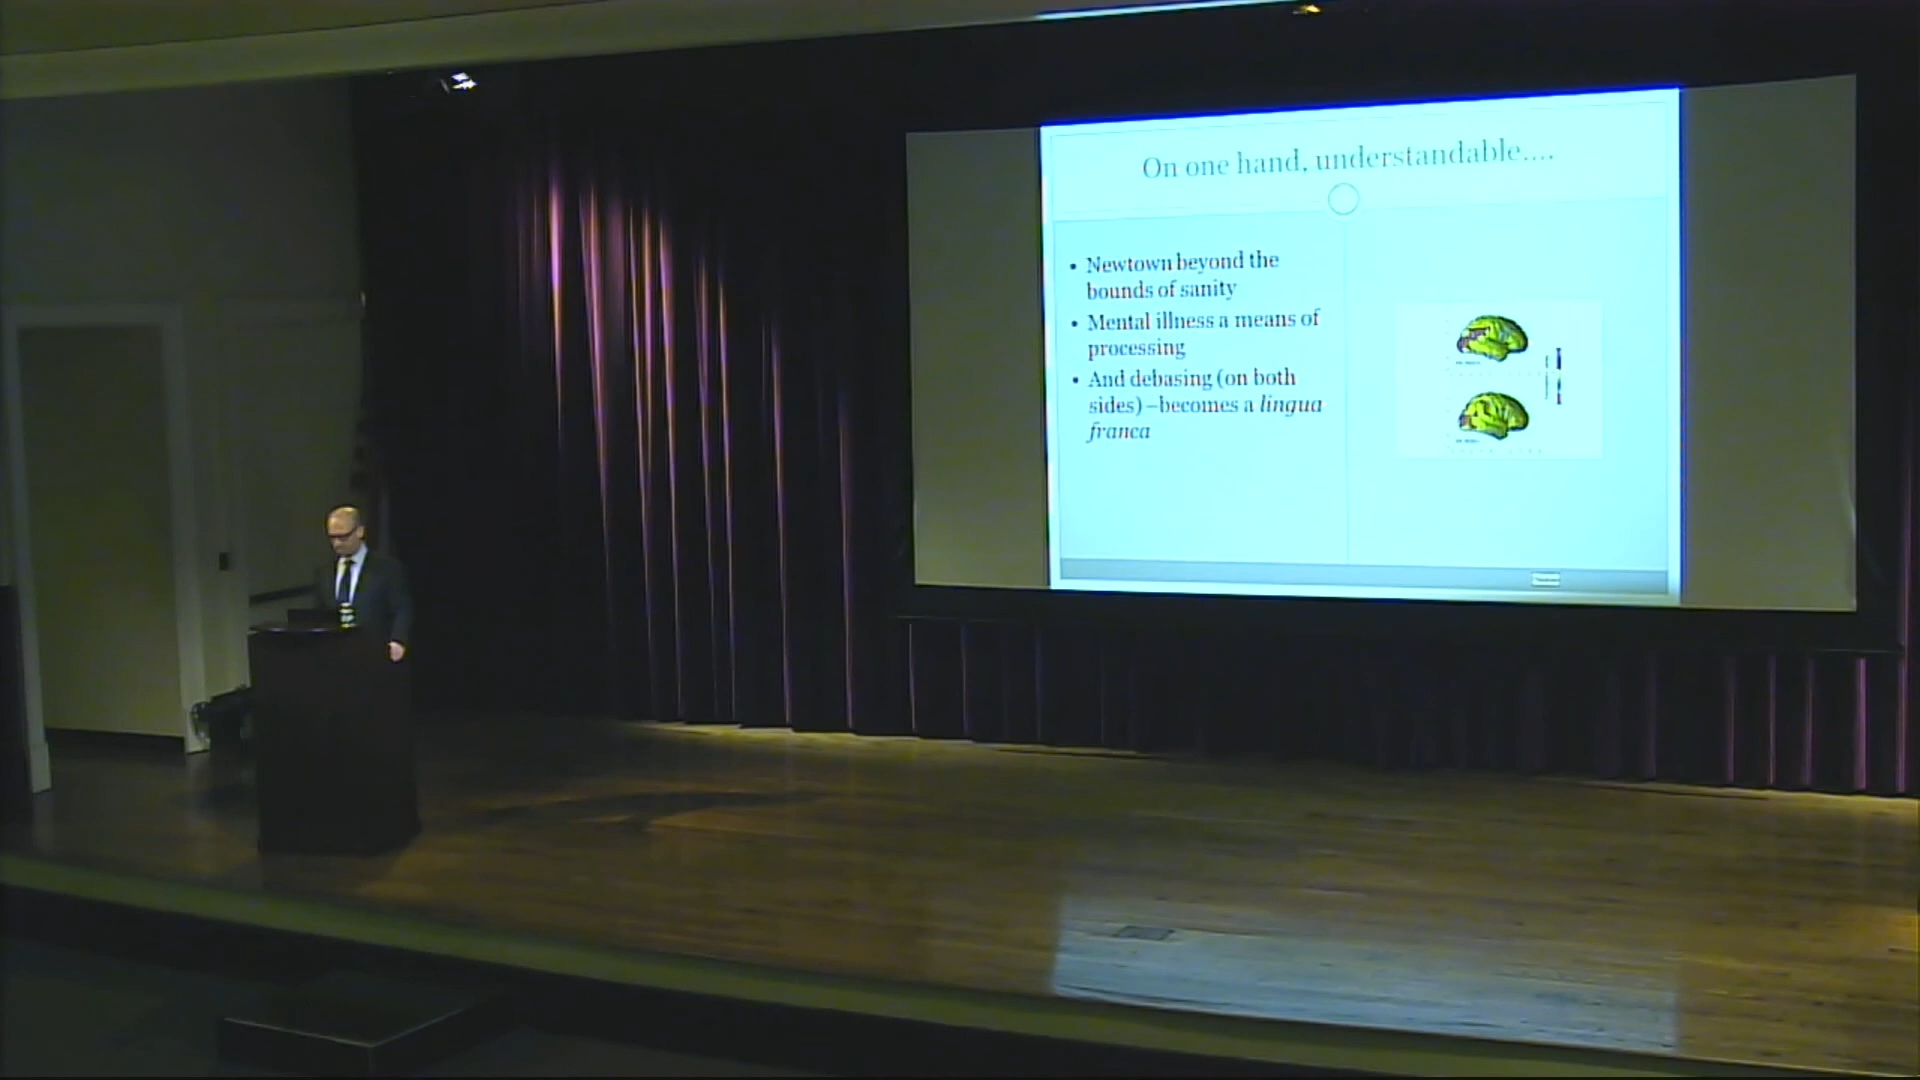 On one hand, understandable....
• Newtown beyond the
bounds of sanity
• Mental illness a means of
processing
• And debasing (on both
sides) –becomes a lingua
franca